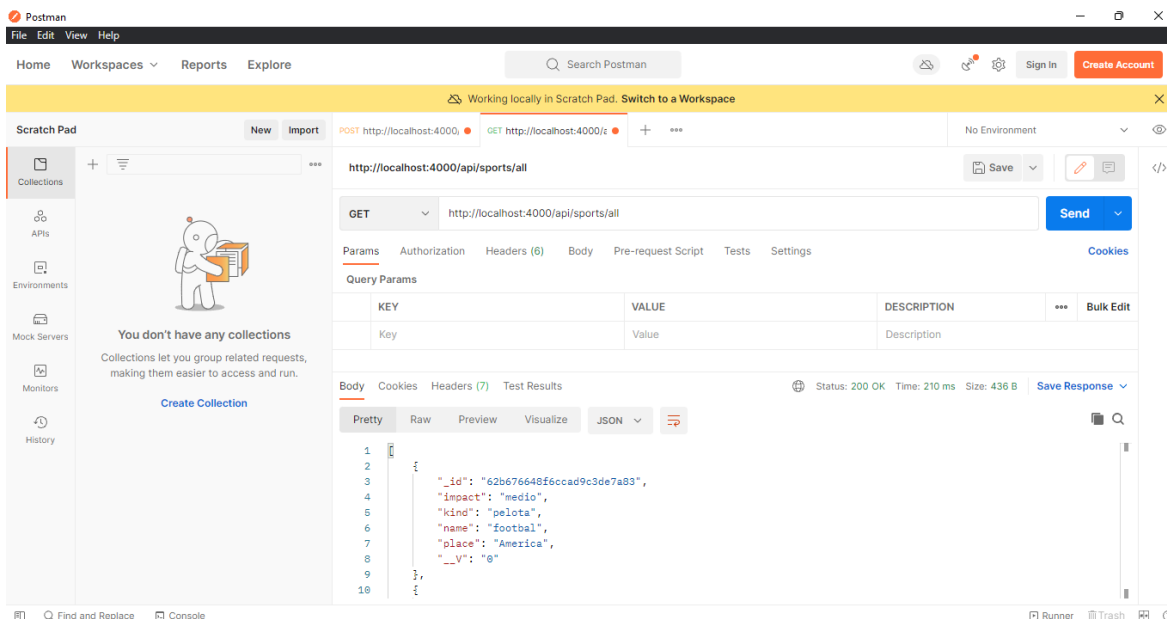 Postman
File Edit View Help
Home Workspaces Reports Explore Search Postman Sign In Create Account
Working locally in Scratch Pad. Switch to a Workspace
Scratch Pad New Import POST http://localhost:4000, GET http://localhost:4000/a No Environment
Collections
APIs
Environments
Mock Servers
Monitors
History
You don't have any collections
Collections let you group related requests,
making them easier to access and run.
Create Collection
http://localhost:4000/api/sports/all Save
GET http://localhost:4000/api/sports/all Send
Params Authorization Headers (6) Body Pre-request Script Tests Settings Cookies
Query Params
KEY VALUE DESCRIPTION Bulk Edit
Key Value Description
Body Cookies Headers (7) Test Results Status: 200 OK Time: 210 ms Size: 436 B Save Response
Pretty Raw Preview Visualize JSON
1 [
2 {
3 "_id": "62b676648f6ccad9c3de7a83",
4 "impact": "medio",
5 "kind": "pelota",
6 "name": "footbal",
7 "place": "America",
8 "__V": "0"
9 },
10 {
Find and Replace Console Runner Trash